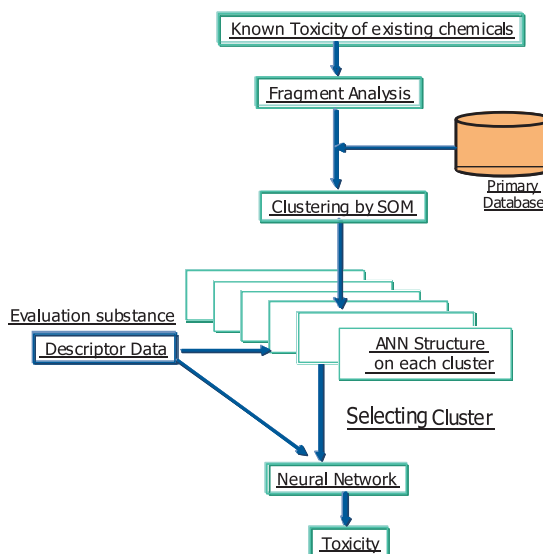 Known Toxicity of existing chemicals
Fragment Analysis
Primary
Database
Clustering by SOM
Evaluation substance
Descriptor Data
ANN Structure
on each cluster
Selecting Cluster
Neural Network
Toxicity